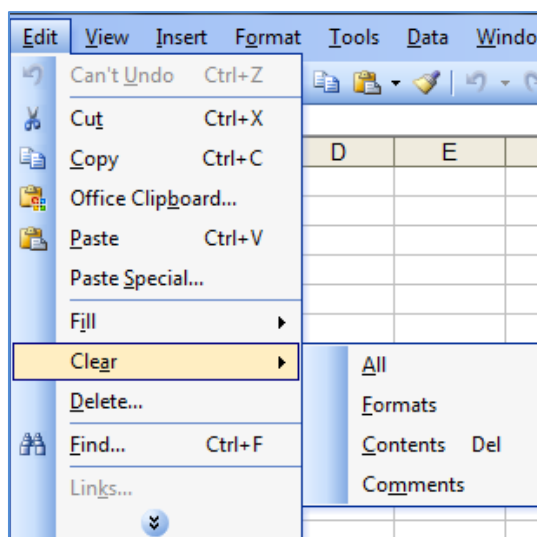 Edit View Insert Format Tools Data Windo
Can't Undo Ctrl+Z
Cut Ctrl+X
Copy Ctrl+C
D E
Office Clipboard...
Paste Ctrl+V
Paste Special...
Fill
Clear
All
Delete...
Formats
Find... Ctrl+F
Contents Del
Links...
Comments